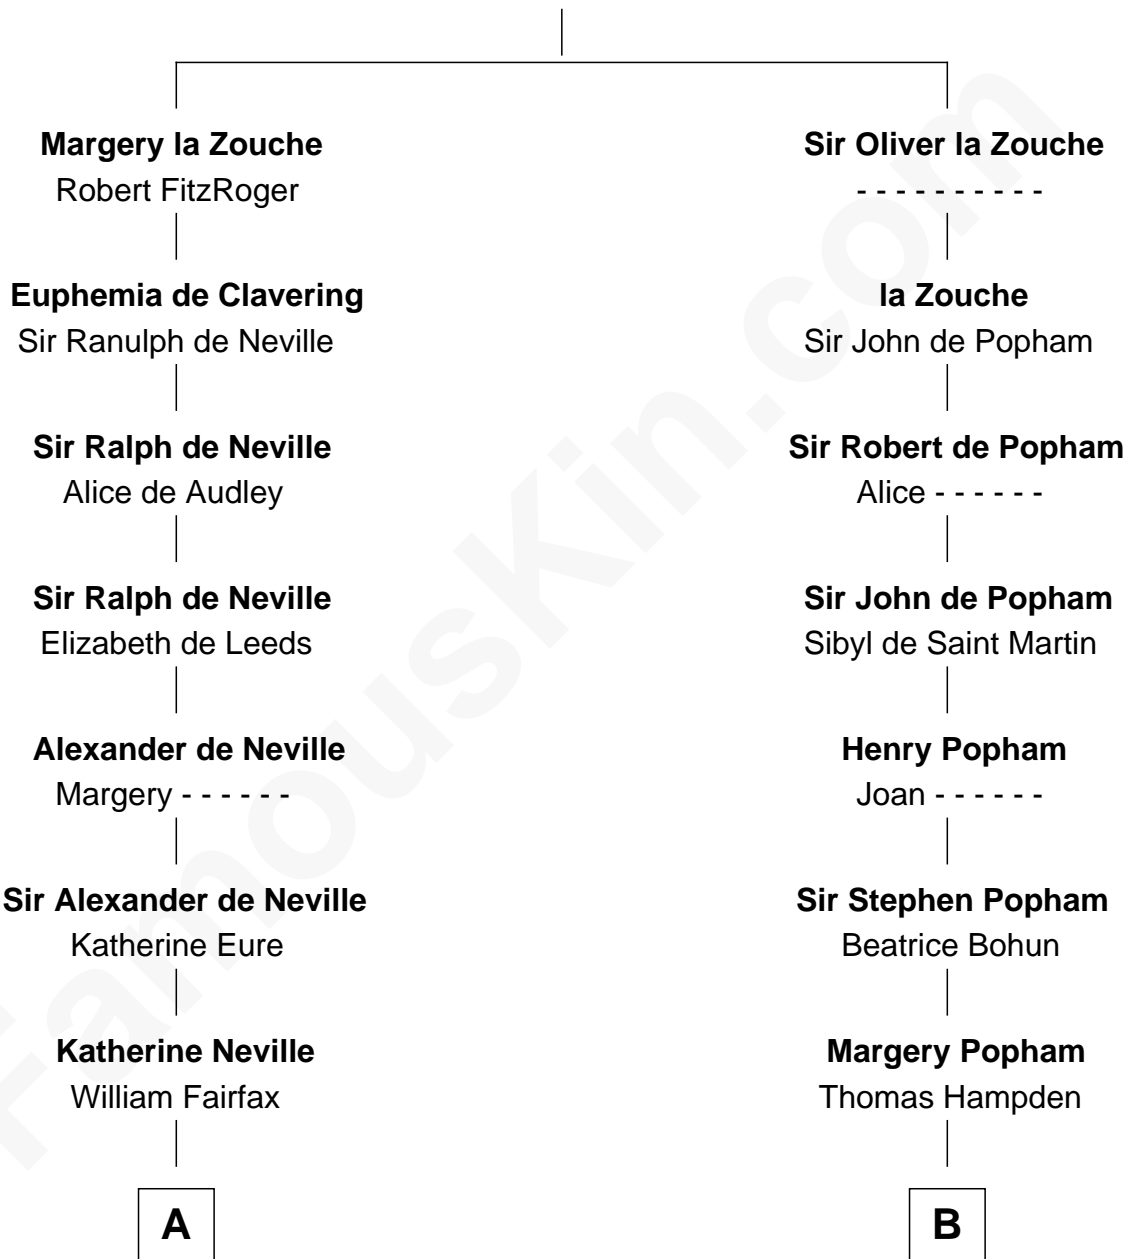 Margery la Zouche
Robert FitzRoger
Euphemia de Clavering
Sir Ranulph de Neville
Sir Ralph de Neville
Alice de Audley
Sir Ralph de Neville
Elizabeth de Leeds
Alexander de Neville
Margery - - - - - -
Sir Alexander de Neville
Katherine Eure
Katherine Neville
William Fairfax
A
Sir Oliver la Zouche
- - - - - - - - - -
la Zouche
Sir John de Popham
Sir Robert de Popham
Alice - - - - - -
Sir John de Popham
Sibyl de Saint Martin
Henry Popham
Joan - - - - - -
Sir Stephen Popham
Beatrice Bohun
Margery Popham
Thomas Hampden
B
FamousKin.com